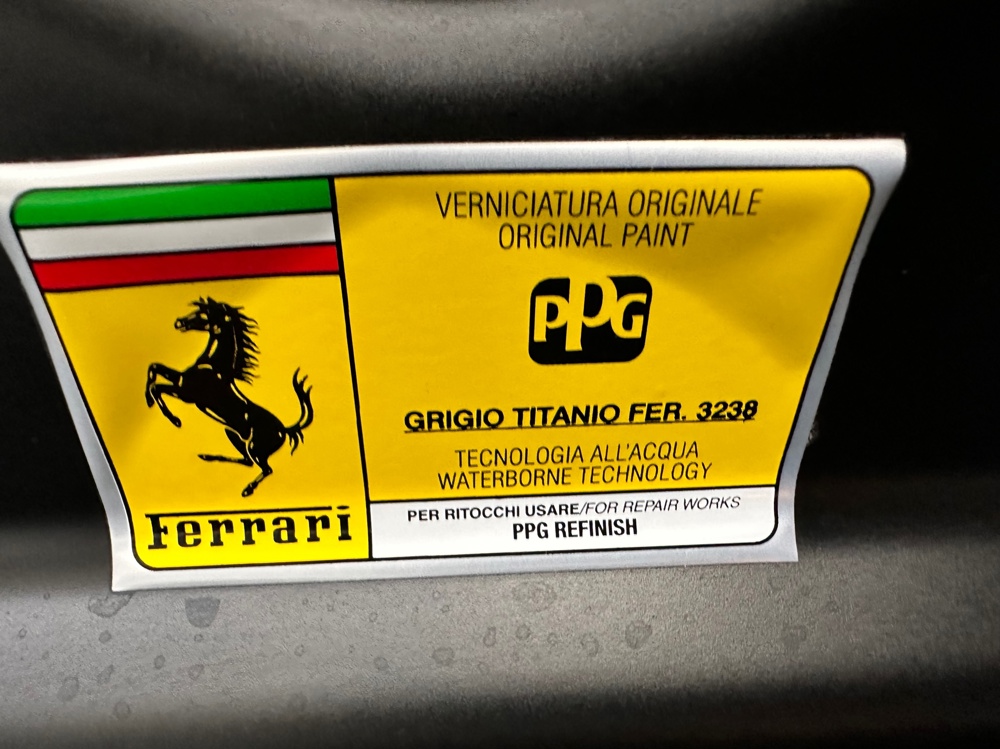 VERNICIATURA ORIGINALE
ORIGINAL PAINT
PPG
GRIGIO TITANIO FER. 3238
TECNOLOGIA ALL'ACQUA
WATERBORNE TECHNOLOGY
PER RITOCCHI USARE/FOR REPAIR WORKS
PPG REFINISH
Ferrari